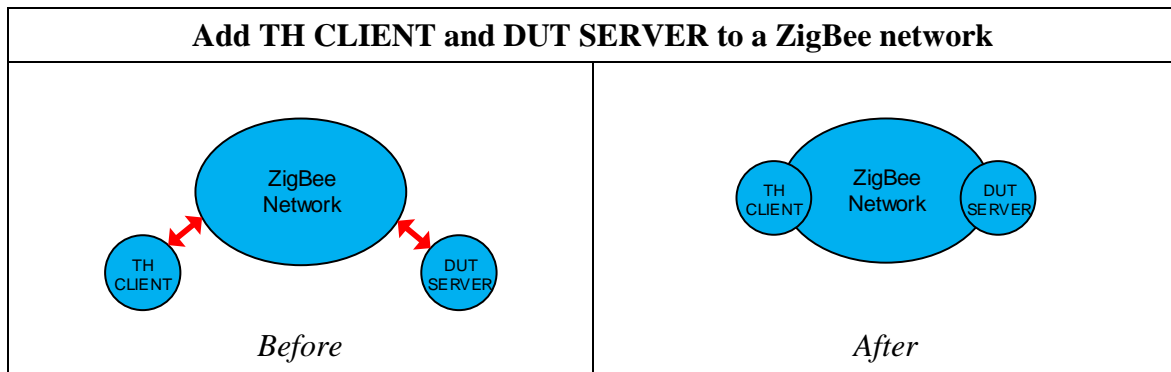 Add TH CLIENT and DUT SERVER to a ZigBee network
ZigBee
Network
TH
CLIENT
DUT
SERVER
Before
TH
CLIENT
ZigBee
Network
DUT
SERVER
After